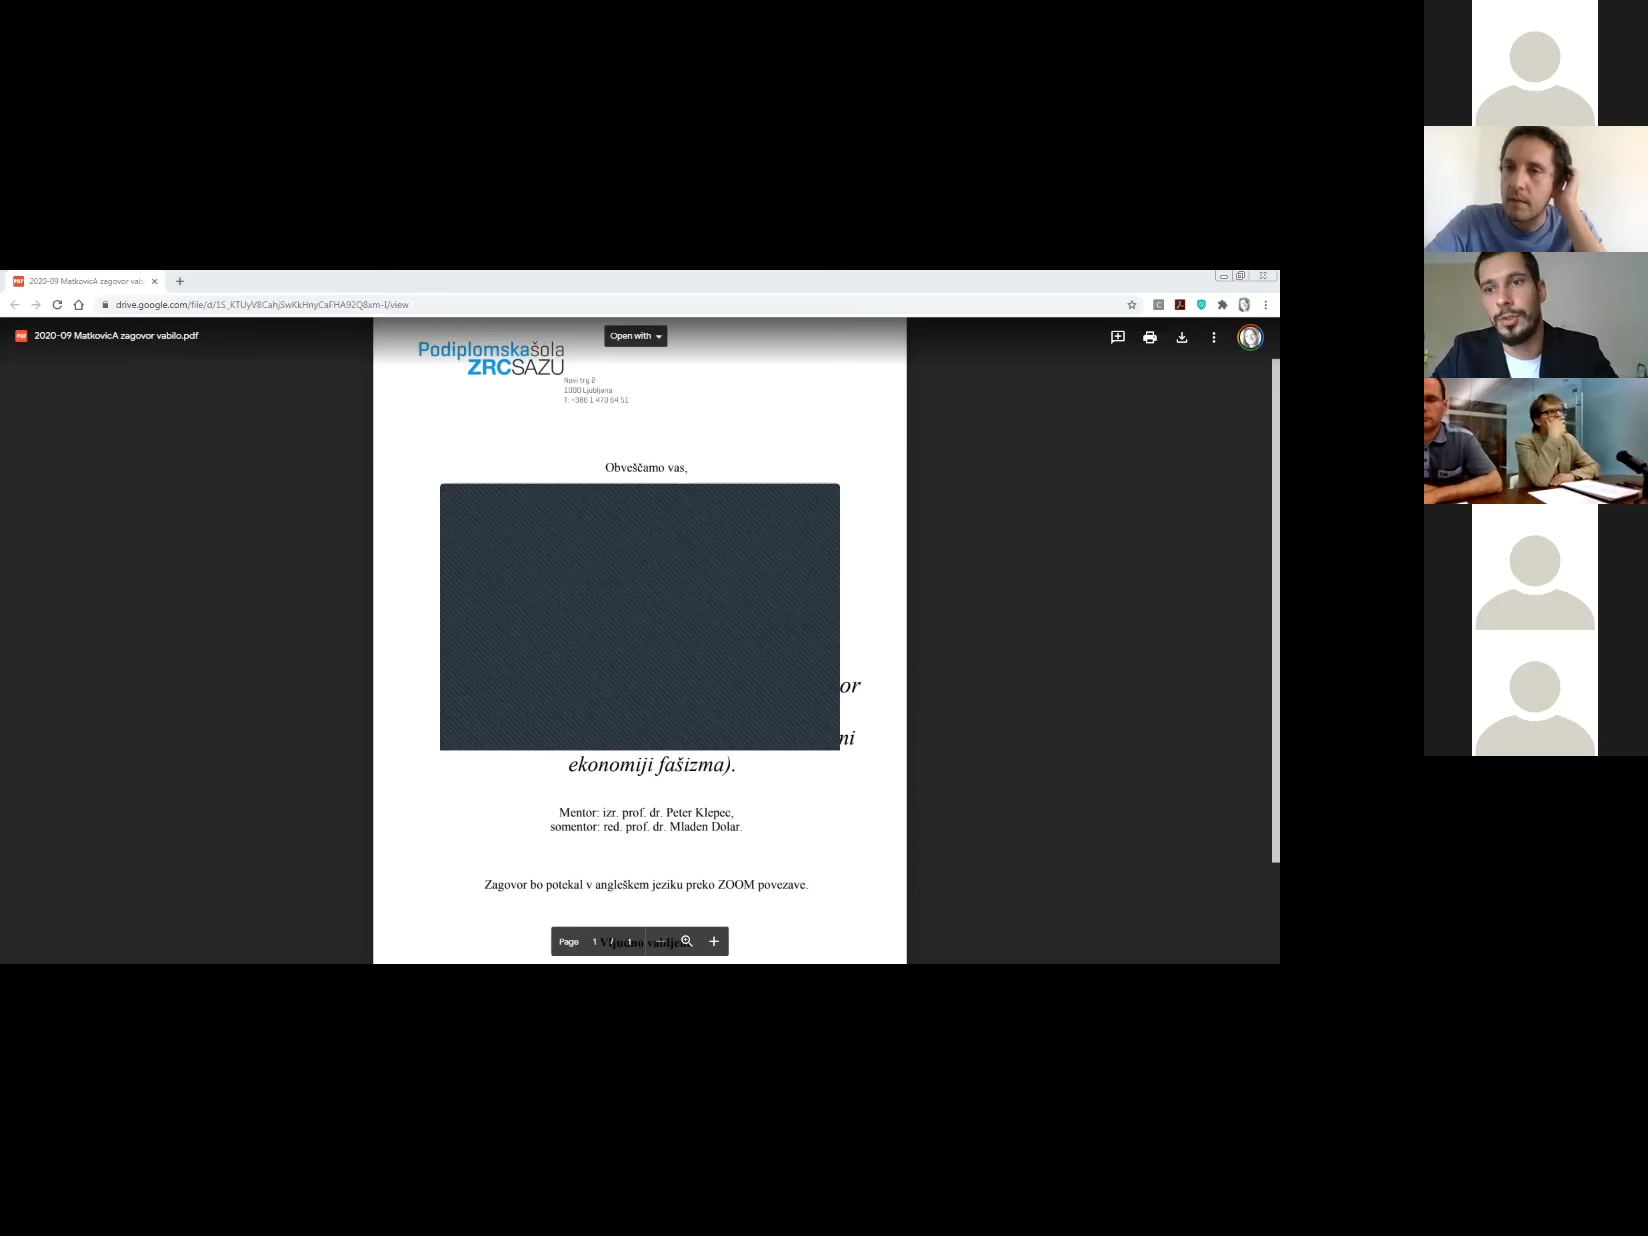 2020-09 MatkovicA zagovor vab
drive.google.com/file/d/1S_KTUyV8CahjSwKkHnyCaFHA92Q8xm-I/view
2020-09 MatkovicA zagovor vabilo.pdf
Open with
Podiplomskašola
ZRCSAZU
Novi trg 2
1000 Ljubljana
T: +386 1 470 64 51
Obveščamo vas,
or
ni
ekonomiji fašizma).
Mentor: izr. prof. dr. Peter Klepec,
somentor: red. prof. dr. Mladen Dolar.
Zagovor bo potekal v angleškem jeziku preko ZOOM povezave.
Page 1 / 1